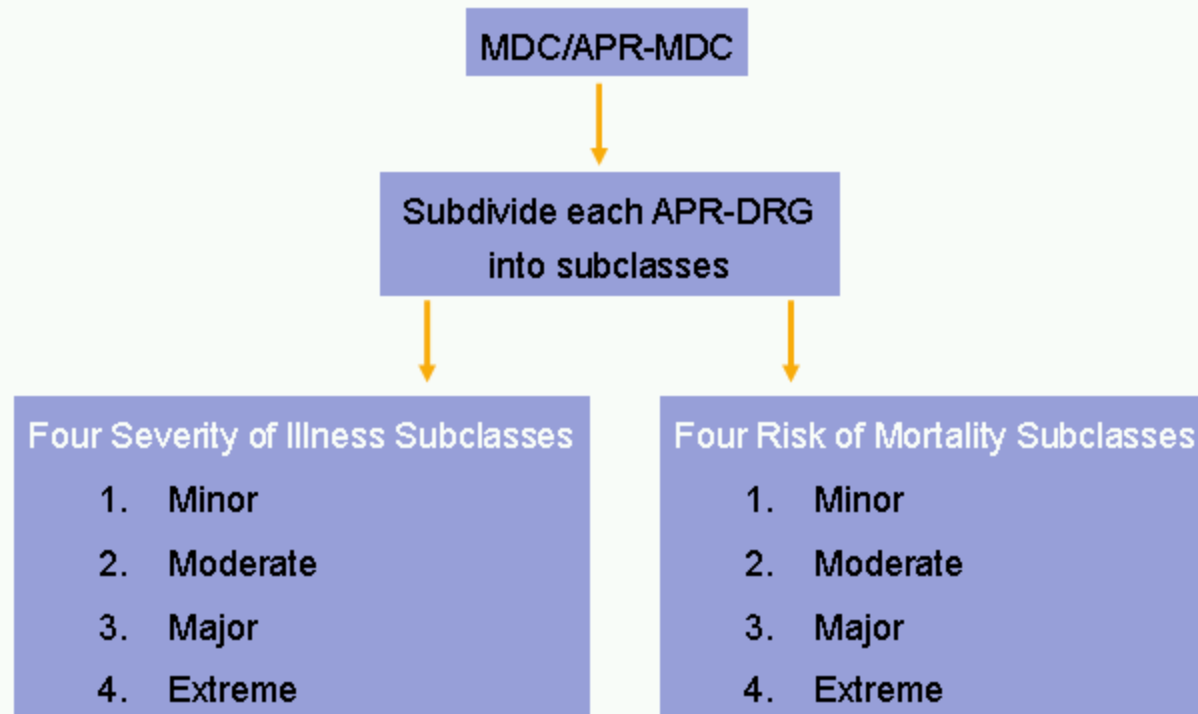 MDC/APR-MDC
Subdivide each APR-DRG
into subclasses
Four Severity of Illness Subclasses
1. Minor
2. Moderate
3. Major
4. Extreme
Four Risk of Mortality Subclasses
1. Minor
2. Moderate
3. Major
4. Extreme